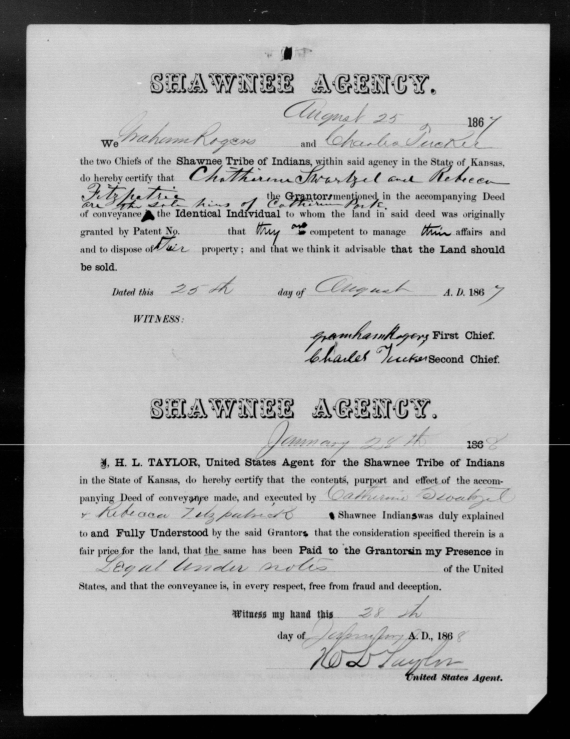 SHAWNEE AGENCY.
August 25 1867
We Graham Rogers and Charles Tucker
the two Chiefs of the Shawnee Tribe of Indians, within said agency in the State of Kansas,
do hereby certify that Chatherine Swartzel and Rebecca
Fitzpatric the Grantors mentioned in the accompanying Deed
are the sole heirs of Catherine
of conveyance the Identical Individual to whom the land in said deed was originally
granted by Patent No. that they are competent to manage their affairs and
and to dispose of their property; and that we think it advisable that the Land should
be sold.
Dated this 25th day of August A. D. 1867
WITNESS:
Graham Rogers First Chief.
Charles Tucker Second Chief.
SHAWNEE AGENCY.
January 28th 1868
I, H. L. TAYLOR, United States Agent for the Shawnee Tribe of Indians
in the State of Kansas, do hereby certify that the contents, purport and effect of the accom-
panying Deed of conveyance made, and executed by Catherine Swatzel
& Rebecca Fitzpatrick Shawnee Indians was duly explained
to and Fully Understood by the said Grantors that the consideration specified therein is a
fair price for the land, that the same has been Paid to the Grantors in my Presence in
Legal tender notes of the United
States, and that the conveyance is, in every respect, free from fraud and deception.
Witness my hand this 28th
day of January A. D., 1868
H L Taylor
United States Agent.